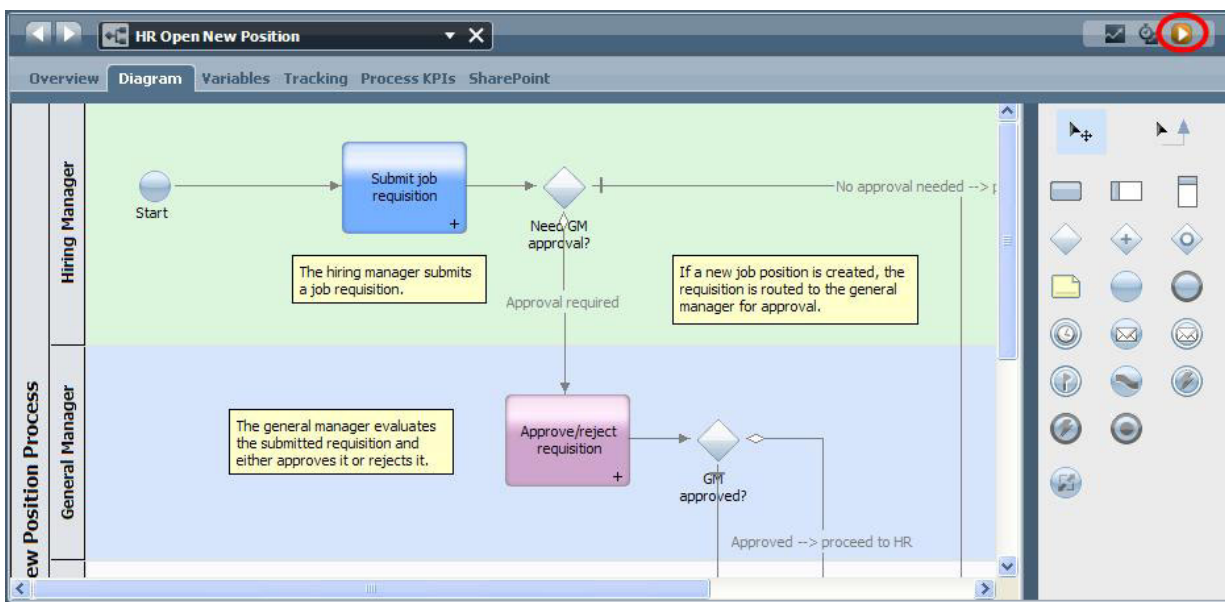 HR Open New Position
Overview Diagram Variables Tracking Process KPIs SharePoint
Hiring Manager
Start
Submit job
requisition
Need GM
approval?
No approval needed -->
The hiring manager submits
a job requisition.
If a new job position is created, the
requisition is routed to the general
manager for approval.
Approval required
Position Process
General Manager
The general manager evaluates
the submitted requisition and
either approves it or rejects it.
Approve/reject
requisition
GM
approved?
Approved --> proceed to HR